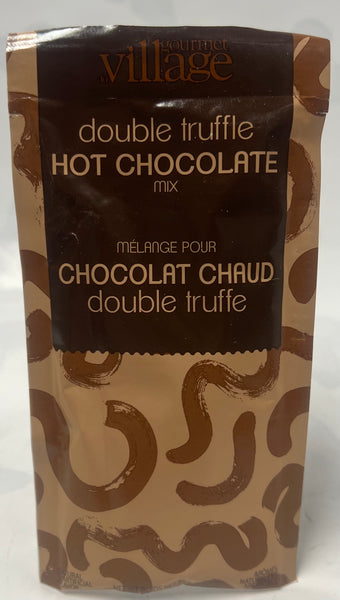 gourmet
village
double truffle
HOT CHOCOLATE
MIX
MÉLANGE POUR
CHOCOLAT CHAUD
double truffe